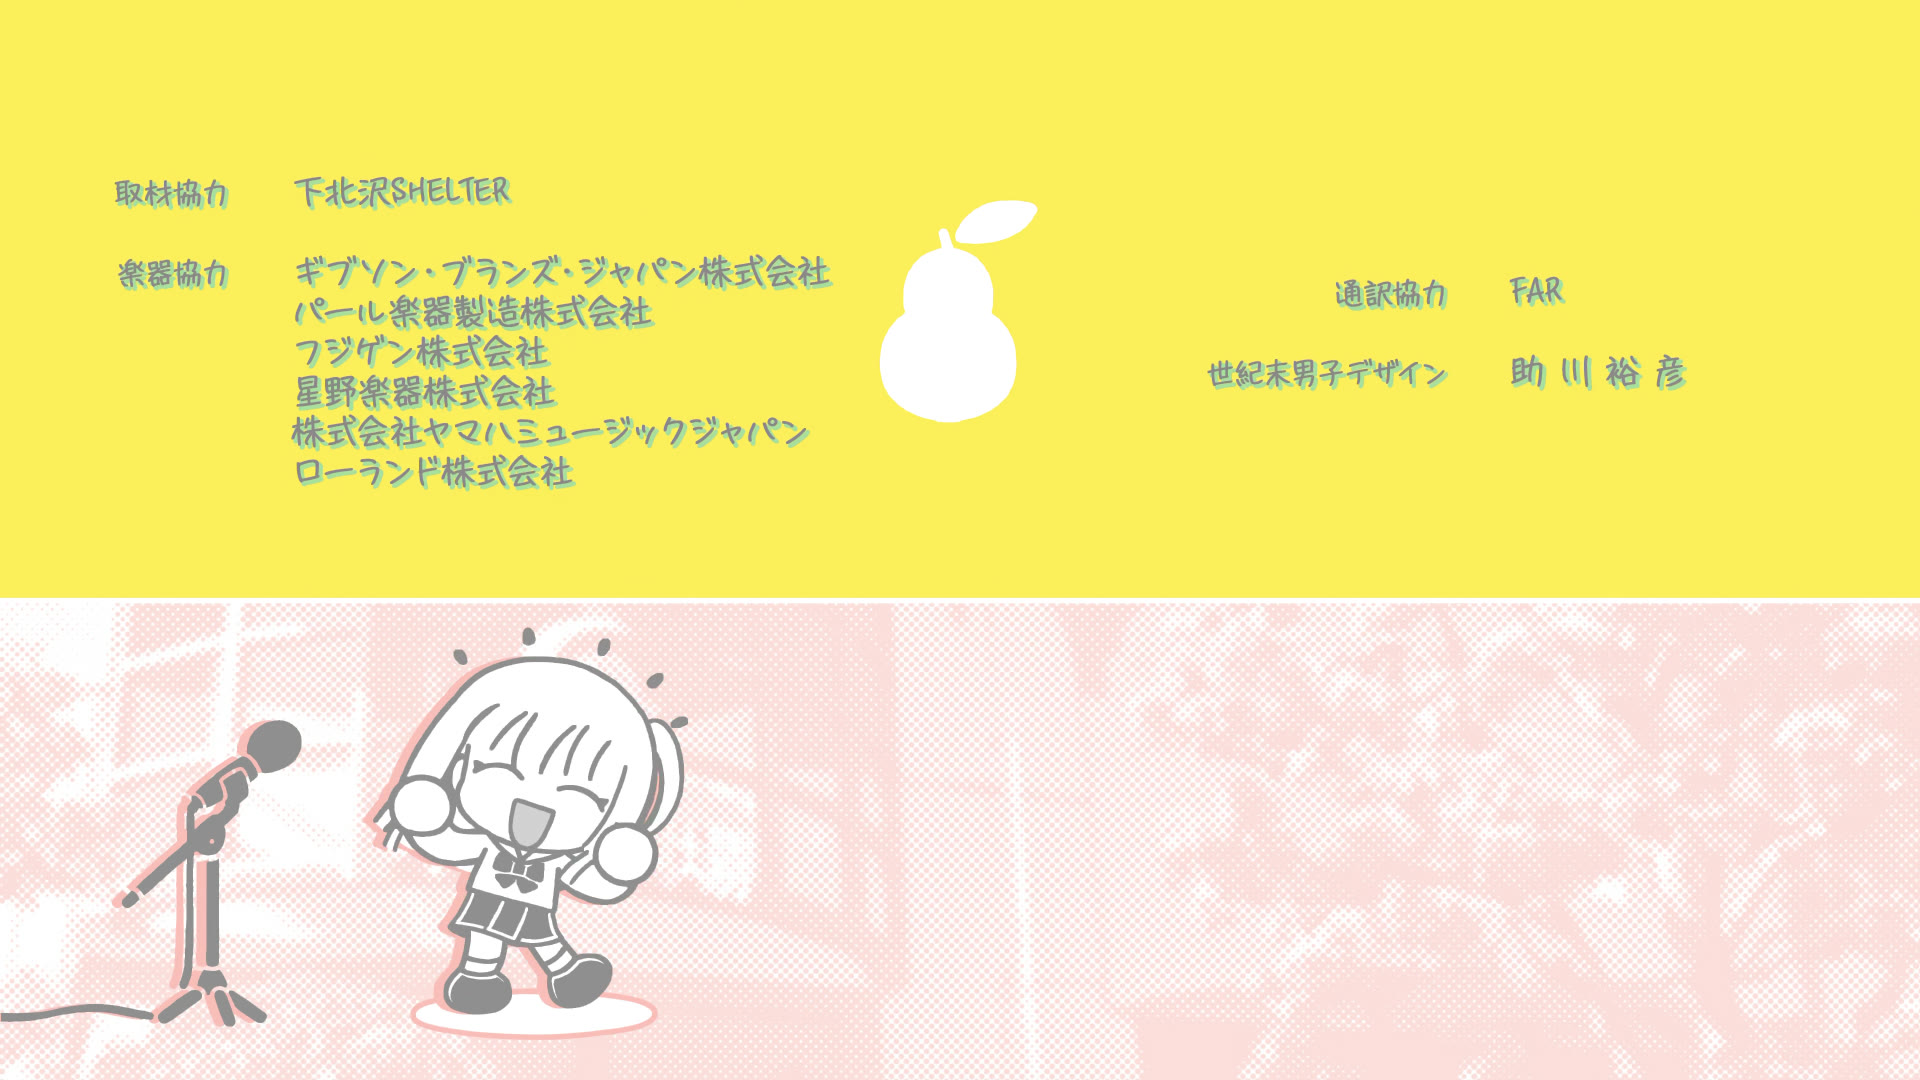 取材協力 下北沢SHELTER
楽器協力 ギブソン・ブランズ・ジャパン株式会社
パール楽器製造株式会社
フジゲン株式会社
星野楽器株式会社
株式会社ヤマハミュージックジャパン
ローランド株式会社
通訳協力 FAR
世紀末男子デザイン 助川裕彦